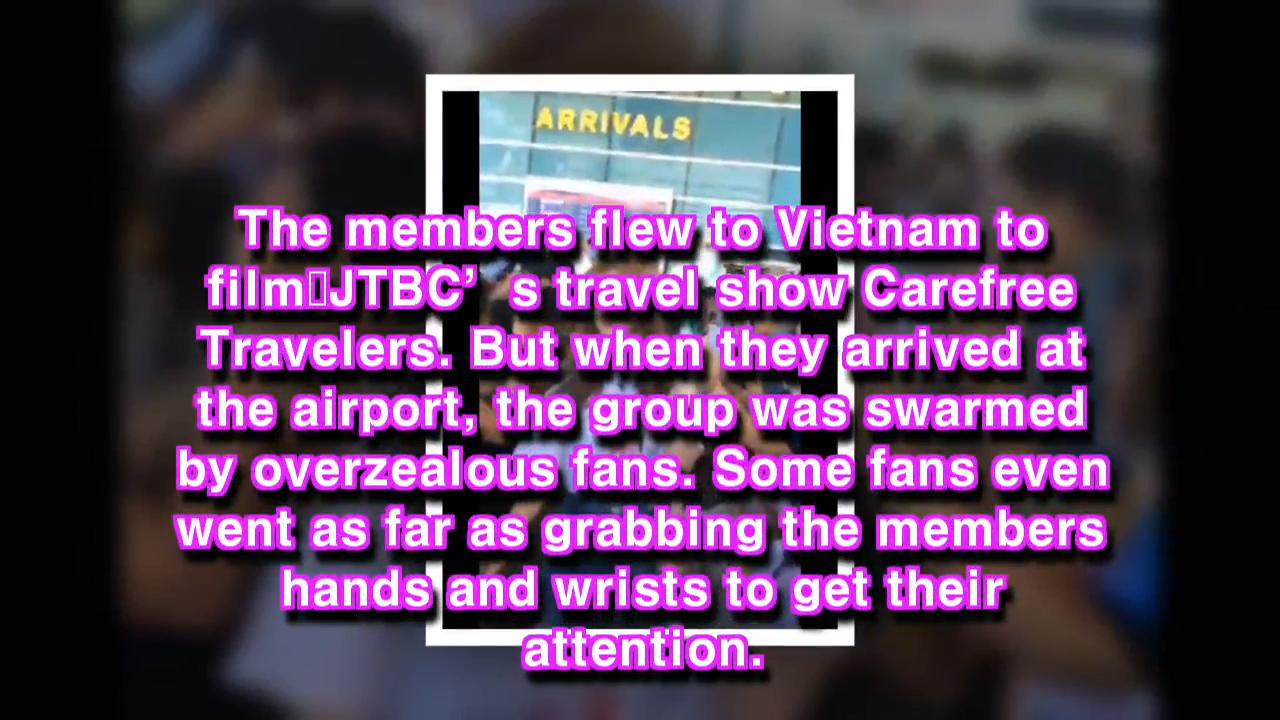 ARRIVALS
The members flew to Vietnam to
film▯JTBC’ s travel show Carefree
Travelers. But when they arrived at
the airport, the group was swarmed
by overzealous fans. Some fans even
went as far as grabbing the members
hands and wrists to get their
attention.